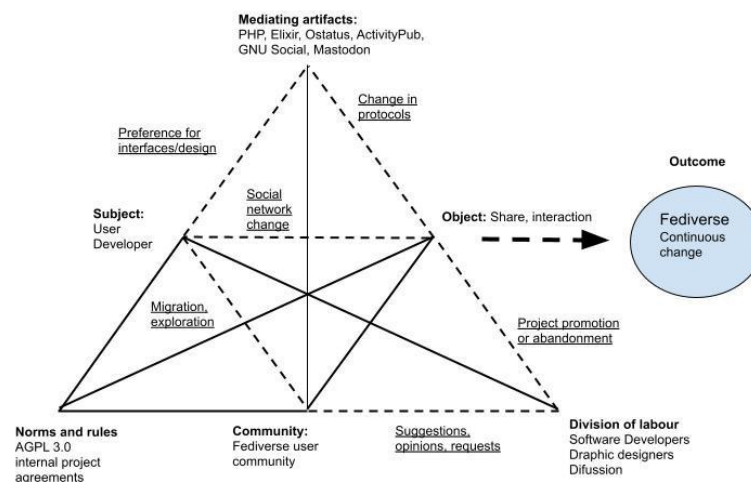 Mediating artifacts:
PHP, Elixir, Ostatus, ActivityPub,
GNU Social, Mastodon
Change in
protocols
Preference for
interfaces/design
Outcome
Subject:
User
Developer
Social
network
change
Object: Share, interaction
Fediverse
Continuous
change
Migration,
exploration
Project promotion
or abandonment
Norms and rules
AGPL 3.0
internal project
agreements
Community:
Fediverse user
community
Suggestions,
opinions, requests
Division of labour
Software Developers
Draphic designers
Difussion